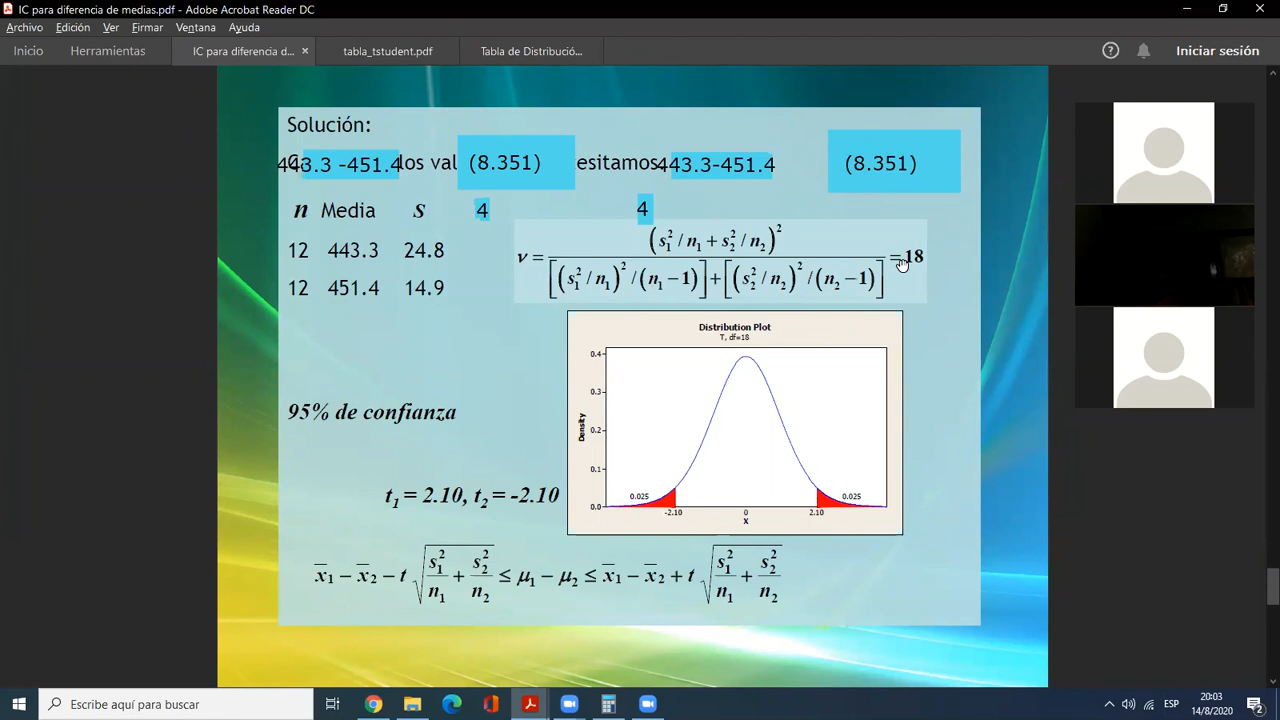 IC para diferencia de medias.pdf - Adobe Acrobat Reader DC
Archivo Edición Ver Firmar Ventana Ayuda
Inicio Herramientas IC para diferencia d... × tabla_tstudent.pdf Tabla de Distribució... Iniciar sesión
Solución:
443.3 -451.4 los val (8.351) esitamos 443.3-451.4 (8.351)
n Media S 4 4
12 443.3 24.8
12 451.4 14.9
ν = (s₁² / n₁ + s₂² / n₂)² / [(s₁² / n₁)² / (n₁ − 1)] + [(s₂² / n₂)² / (n₂ − 1)] = 18
Distribution Plot
T, df=18
0.4
0.3
0.2
0.1
0.0
Density
0.025 0.025
-2.10 0 2.10
X
95% de confianza
t₁ = 2.10, t₂ = -2.10
x̄₁ − x̄₂ − t √(s₁²/n₁ + s₂²/n₂) ≤ μ₁ − μ₂ ≤ x̄₁ − x̄₂ + t √(s₁²/n₁ + s₂²/n₂)
Escribe aquí para buscar
ESP
20:03
14/8/2020
2